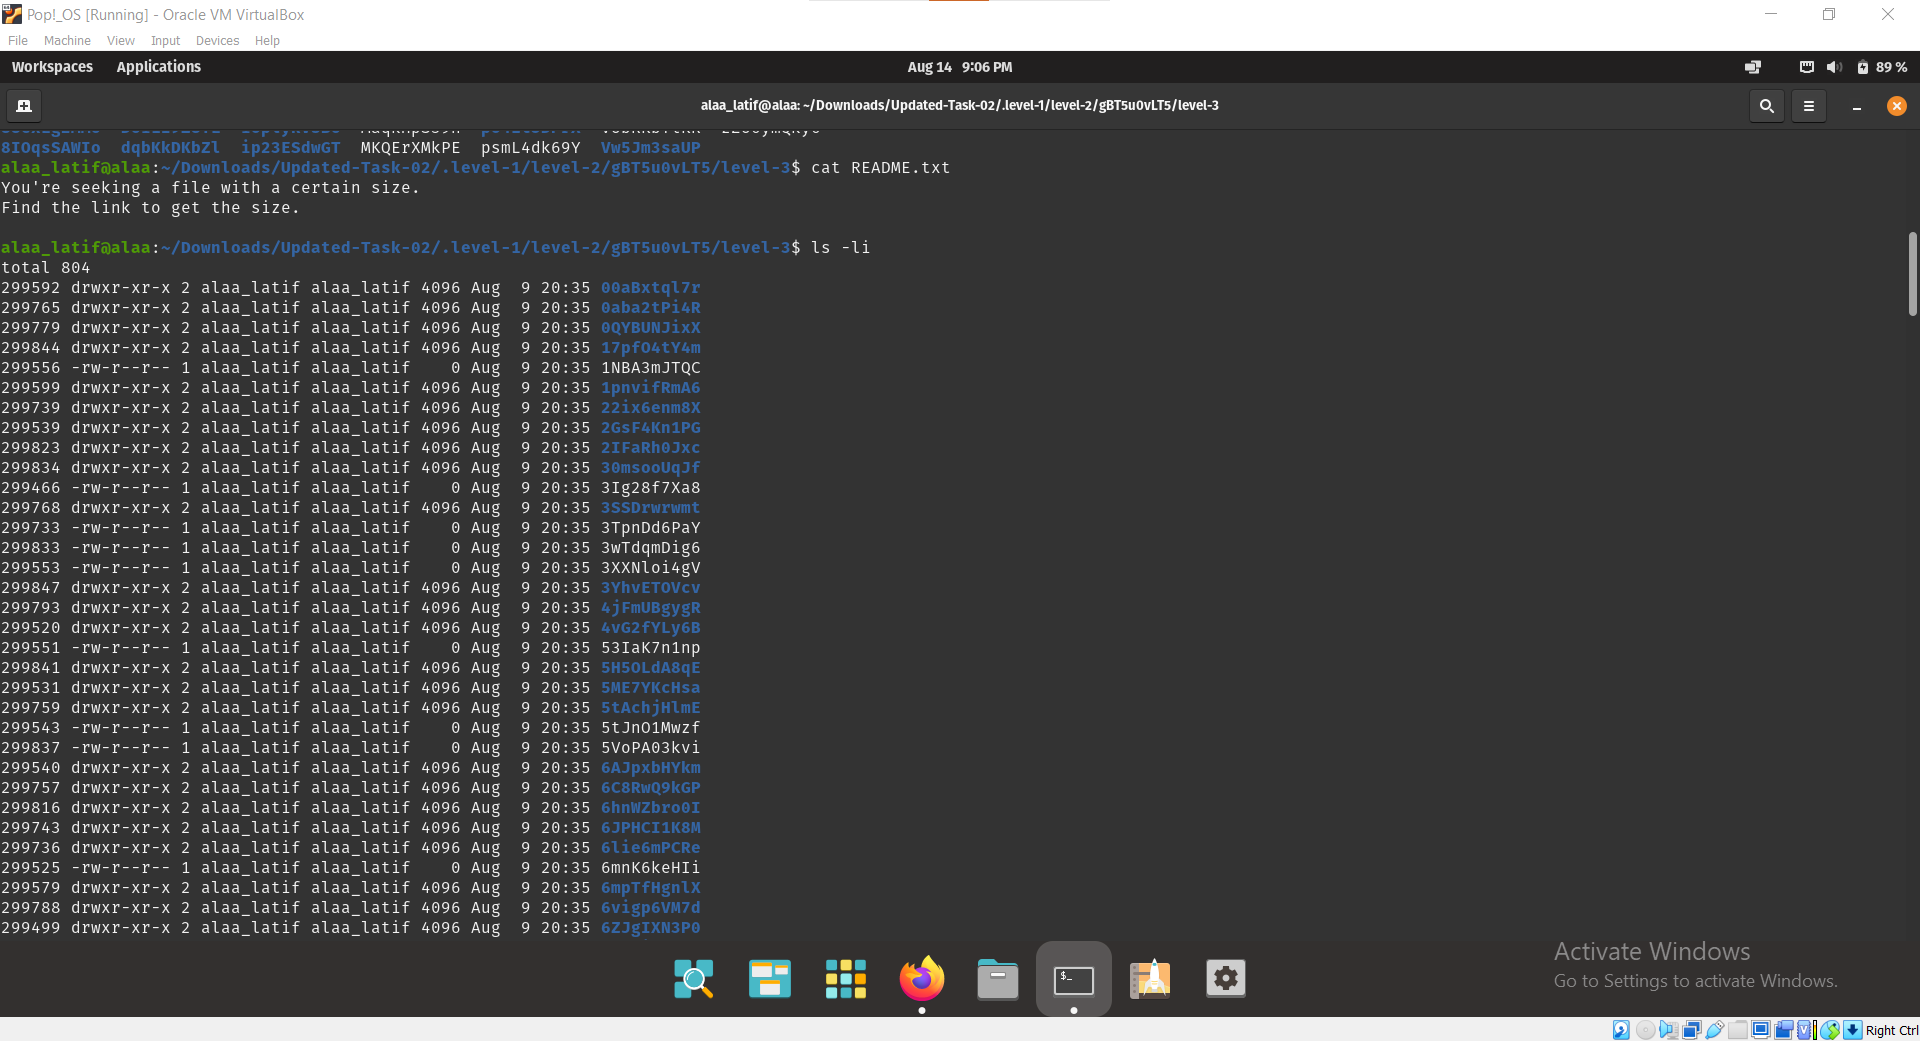 Pop!_OS [Running] - Oracle VM VirtualBox
File Machine View Input Devices Help
Workspaces Applications Aug 14 9:06 PM 89 %
alaa_latif@alaa: ~/Downloads/Updated-Task-02/.level-1/level-2/gBT5u0vLT5/level-3
8IOqsSAWIo dqbKkDKbZl ip23ESdwGT MKQErXMkPE psmL4dk69Y Vw5Jm3saUP
alaa_latif@alaa:~/Downloads/Updated-Task-02/.level-1/level-2/gBT5u0vLT5/level-3$ cat README.txt
You're seeking a file with a certain size.
Find the link to get the size.
alaa_latif@alaa:~/Downloads/Updated-Task-02/.level-1/level-2/gBT5u0vLT5/level-3$ ls -li
total 804
299592 drwxr-xr-x 2 alaa_latif alaa_latif 4096 Aug  9 20:35 00aBxtql7r
299765 drwxr-xr-x 2 alaa_latif alaa_latif 4096 Aug  9 20:35 0aba2tPi4R
299779 drwxr-xr-x 2 alaa_latif alaa_latif 4096 Aug  9 20:35 0QYBUNJixX
299844 drwxr-xr-x 2 alaa_latif alaa_latif 4096 Aug  9 20:35 17pfO4tY4m
299556 -rw-r--r-- 1 alaa_latif alaa_latif    0 Aug  9 20:35 1NBA3mJTQC
299599 drwxr-xr-x 2 alaa_latif alaa_latif 4096 Aug  9 20:35 1pnvifRmA6
299739 drwxr-xr-x 2 alaa_latif alaa_latif 4096 Aug  9 20:35 22ix6enm8X
299539 drwxr-xr-x 2 alaa_latif alaa_latif 4096 Aug  9 20:35 2GsF4Kn1PG
299823 drwxr-xr-x 2 alaa_latif alaa_latif 4096 Aug  9 20:35 2IFaRh0Jxc
299834 drwxr-xr-x 2 alaa_latif alaa_latif 4096 Aug  9 20:35 30msooUqJf
299466 -rw-r--r-- 1 alaa_latif alaa_latif    0 Aug  9 20:35 3Ig28f7Xa8
299768 drwxr-xr-x 2 alaa_latif alaa_latif 4096 Aug  9 20:35 3SSDrwrwmt
299733 -rw-r--r-- 1 alaa_latif alaa_latif    0 Aug  9 20:35 3TpnDd6PaY
299833 -rw-r--r-- 1 alaa_latif alaa_latif    0 Aug  9 20:35 3wTdqmDig6
299553 -rw-r--r-- 1 alaa_latif alaa_latif    0 Aug  9 20:35 3XXNloi4gV
299847 drwxr-xr-x 2 alaa_latif alaa_latif 4096 Aug  9 20:35 3YhvETOVcv
299793 drwxr-xr-x 2 alaa_latif alaa_latif 4096 Aug  9 20:35 4jFmUBgygR
299520 drwxr-xr-x 2 alaa_latif alaa_latif 4096 Aug  9 20:35 4vG2fYLy6B
299551 -rw-r--r-- 1 alaa_latif alaa_latif    0 Aug  9 20:35 53IaK7n1np
299841 drwxr-xr-x 2 alaa_latif alaa_latif 4096 Aug  9 20:35 5H5OLdA8qE
299531 drwxr-xr-x 2 alaa_latif alaa_latif 4096 Aug  9 20:35 5ME7YKcHsa
299759 drwxr-xr-x 2 alaa_latif alaa_latif 4096 Aug  9 20:35 5tAchjHlmE
299543 -rw-r--r-- 1 alaa_latif alaa_latif    0 Aug  9 20:35 5tJnO1Mwzf
299837 -rw-r--r-- 1 alaa_latif alaa_latif    0 Aug  9 20:35 5VoPA03kvi
299540 drwxr-xr-x 2 alaa_latif alaa_latif 4096 Aug  9 20:35 6AJpxbHYkm
299757 drwxr-xr-x 2 alaa_latif alaa_latif 4096 Aug  9 20:35 6C8RwQ9kGP
299816 drwxr-xr-x 2 alaa_latif alaa_latif 4096 Aug  9 20:35 6hnWZbro0I
299743 drwxr-xr-x 2 alaa_latif alaa_latif 4096 Aug  9 20:35 6JPHCI1K8M
299736 drwxr-xr-x 2 alaa_latif alaa_latif 4096 Aug  9 20:35 6lie6mPCRe
299525 -rw-r--r-- 1 alaa_latif alaa_latif    0 Aug  9 20:35 6mnK6keHIi
299579 drwxr-xr-x 2 alaa_latif alaa_latif 4096 Aug  9 20:35 6mpTfHgnlX
299788 drwxr-xr-x 2 alaa_latif alaa_latif 4096 Aug  9 20:35 6vigp6VM7d
299499 drwxr-xr-x 2 alaa_latif alaa_latif 4096 Aug  9 20:35 6ZJgIXN3P0
Activate Windows
Go to Settings to activate Windows.
Right Ctrl